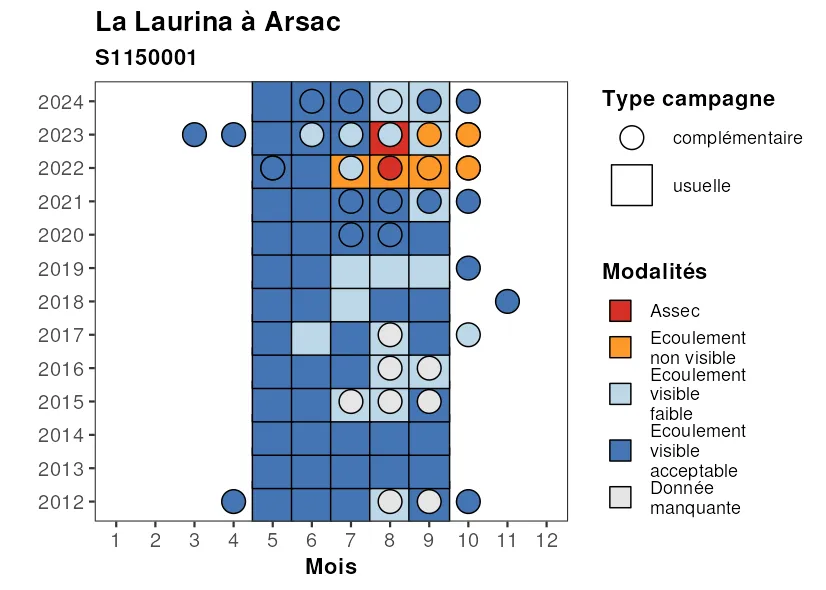 La Laurina à Arsac
S1150001
2024
2023
2022
2021
2020
2019
2018
2017
2016
2015
2014
2013
2012
1 2 3 4 5 6 7 8 9 10 11 12
Mois
Type campagne
complémentaire
usuelle
Modalités
Assec
Ecoulement
non visible
Ecoulement
visible
faible
Ecoulement
visible
acceptable
Donnée
manquante